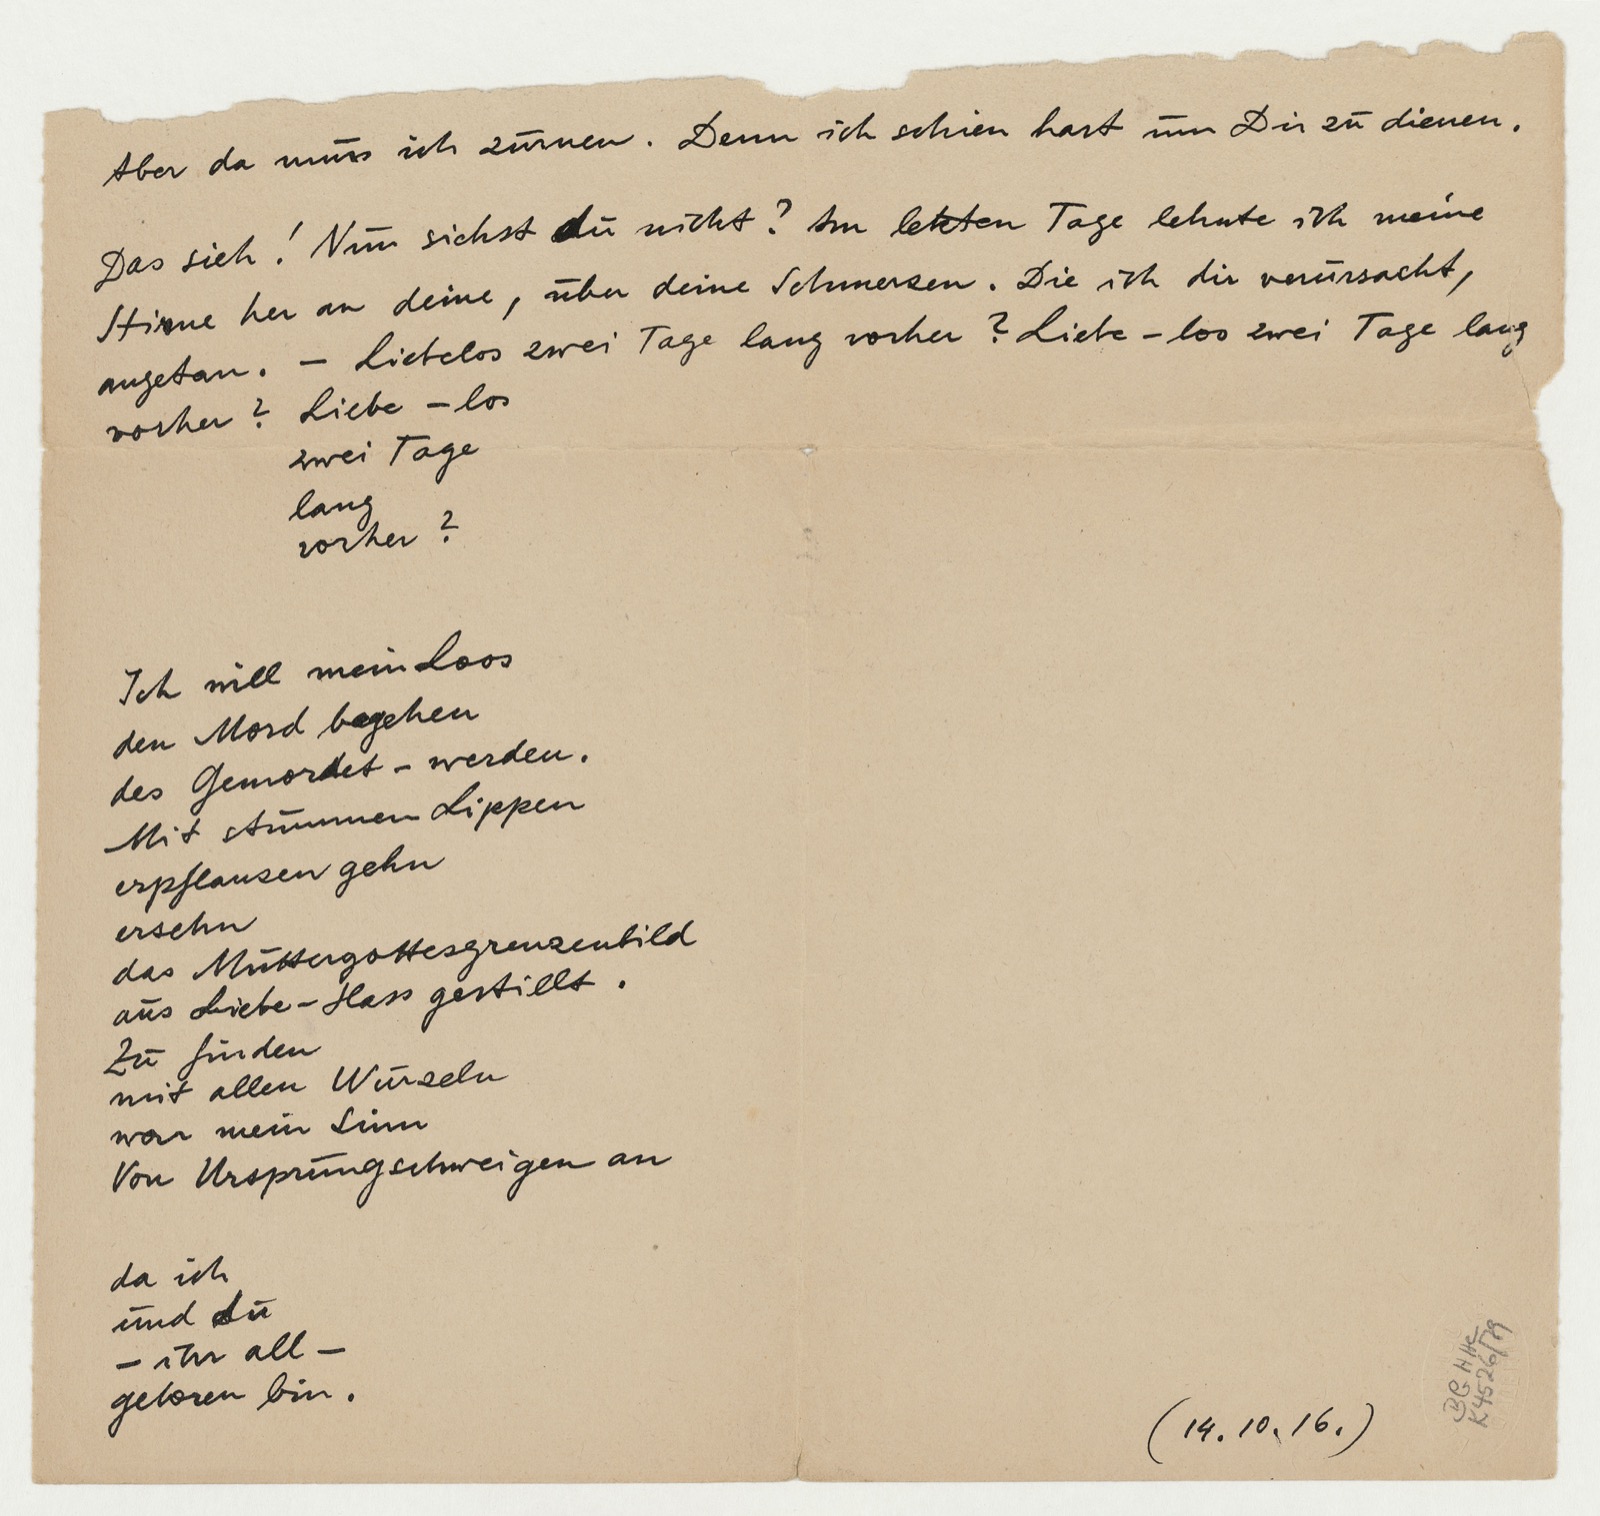 Aber da muss ich zürnen. Denn ich schien hart um Dir zu dienen.
Das sieh! Nun siehst du nicht? Am letzten Tage lehnte ich meine
Stirne her an deine, über deine Schmerzen. Die ich dir verursacht,
angetan. – Liebelos zwei Tage lang vorher? Liebe–los zwei Tage lang
vorher? Liebe–los
zwei Tage
lang
vorher?
Ich will mein Loos
den Mord begehen
des Gemordet-werden.
Mit stummen Lippen
erpflanzen gehn
ersehn
das Muttergottesgrenzenbild
aus Liebe-Hass gestillt.
Zu finden
mit allen Wurzeln
war mein Sinn
Von Ursprungschweigen an
da ich
und du
– ihr all –
geboren bin.
(14.10.16.)
BG HHC
K 4526/79